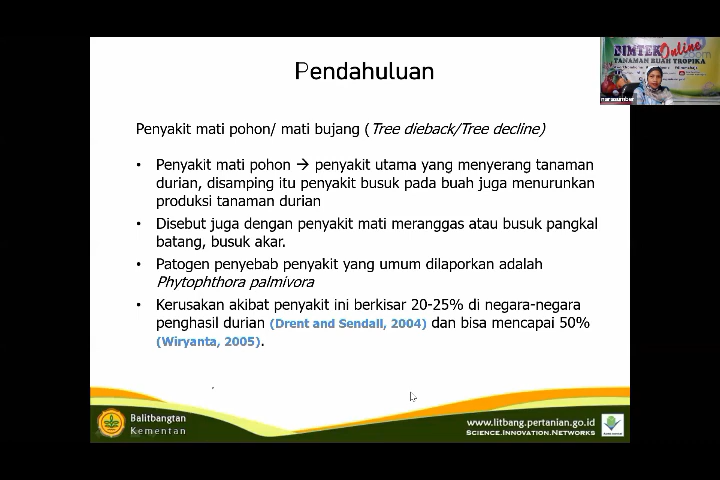 Pendahuluan
BIMTEK Online
TANAMAN BUAH TROPIKA
narasumber
Penyakit mati pohon/ mati bujang (Tree dieback/Tree decline)
• Penyakit mati pohon → penyakit utama yang menyerang tanaman
durian, disamping itu penyakit busuk pada buah juga menurunkan
produksi tanaman durian
• Disebut juga dengan penyakit mati meranggas atau busuk pangkal
batang, busuk akar.
• Patogen penyebab penyakit yang umum dilaporkan adalah
Phytophthora palmivora
• Kerusakan akibat penyakit ini berkisar 20-25% di negara-negara
penghasil durian (Drent and Sendall, 2004) dan bisa mencapai 50%
(Wiryanta, 2005).
Balitbangtan
Kementan
www.litbang.pertanian.go.id
SCIENCE.INNOVATION.NETWORKS